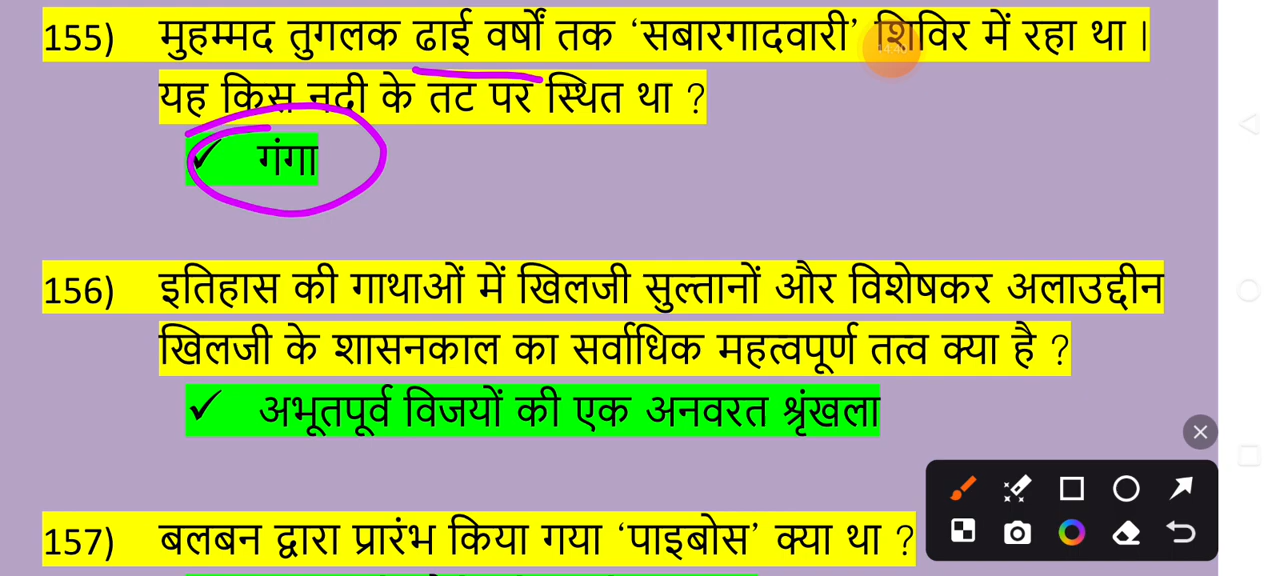 155) मुहम्मद तुगलक ढाई वर्षों तक ‘सबारगादवारी’ शिविर में रहा था ।
यह किस नदी के तट पर स्थित था ?
✓ गंगा
156) इतिहास की गाथाओं में खिलजी सुल्तानों और विशेषकर अलाउद्दीन
खिलजी के शासनकाल का सर्वाधिक महत्वपूर्ण तत्व क्या है ?
✓ अभूतपूर्व विजयों की एक अनवरत श्रृंखला
157) बलबन द्वारा प्रारंभ किया गया ‘पाइबोस’ क्या था ?